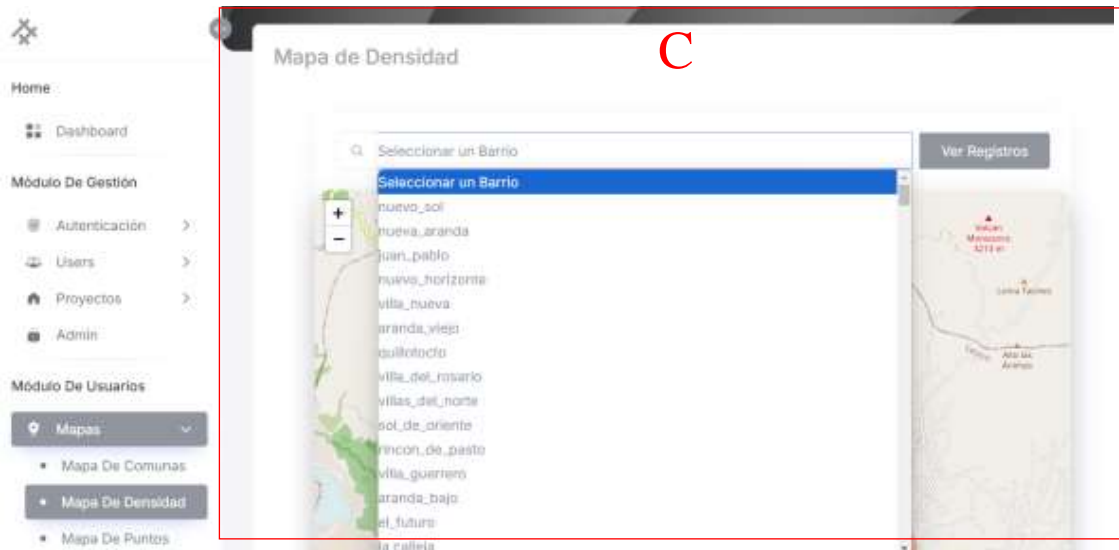 C
Mapa de Densidad
Home
Dashboard
Seleccionar un Barrio
Ver Registros
Módulo De Gestión
Seleccionar un Barrio
+
nuevo_sol
Autenticación
nueva_aranda
−
juan_pablo
Users
nuevo_horizonte
Proyectos
villa_nueva
aranda_viejo
Admin
quillotocto
villa_del_rosario
Módulo De Usuarios
villas_del_norte
Mapas
sol_de_oriente
rincon_de_pasto
Mapa De Comunas
villa_guerrero
Mapa De Densidad
aranda_bajo
el_futuro
Mapa De Puntos
la_calleja